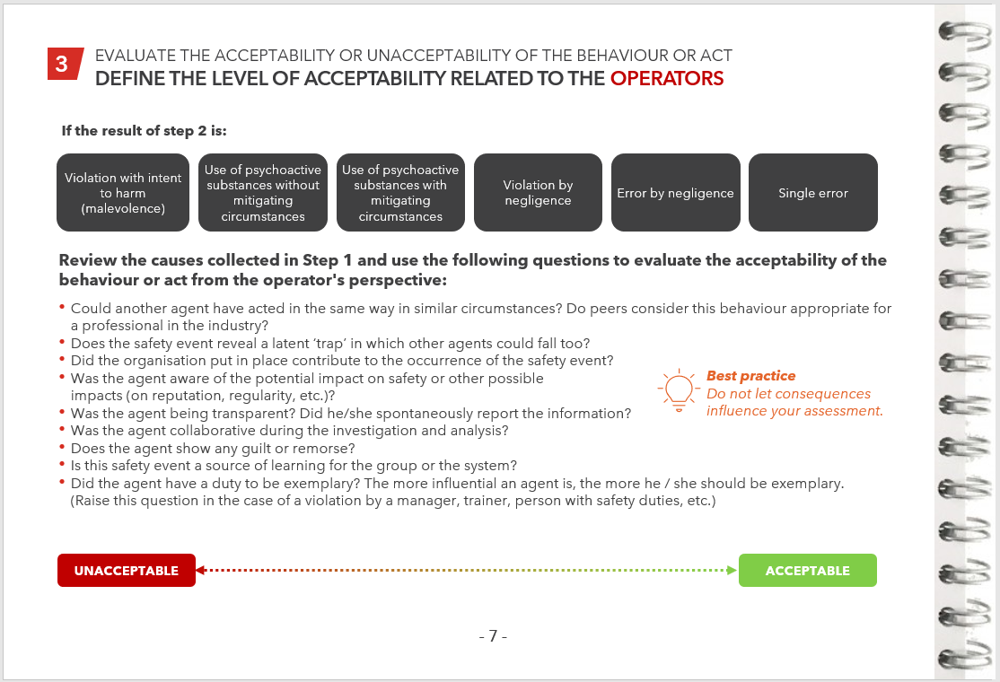 3
EVALUATE THE ACCEPTABILITY OR UNACCEPTABILITY OF THE BEHAVIOUR OR ACT
DEFINE THE LEVEL OF ACCEPTABILITY RELATED TO THE OPERATORS
If the result of step 2 is:
Violation with intent
to harm
(malevolence)
Use of psychoactive
substances without
mitigating
circumstances
Use of psychoactive
substances with
mitigating
circumstances
Violation by
negligence
Error by negligence
Single error
Review the causes collected in Step 1 and use the following questions to evaluate the acceptability of the
behaviour or act from the operator's perspective:
• Could another agent have acted in the same way in similar circumstances? Do peers consider this behaviour appropriate for
a professional in the industry?
• Does the safety event reveal a latent ‘trap’ in which other agents could fall too?
• Did the organisation put in place contribute to the occurrence of the safety event?
• Was the agent aware of the potential impact on safety or other possible
impacts (on reputation, regularity, etc.)?
• Was the agent being transparent? Did he/she spontaneously report the information?
• Was the agent collaborative during the investigation and analysis?
• Does the agent show any guilt or remorse?
• Is this safety event a source of learning for the group or the system?
• Did the agent have a duty to be exemplary? The more influential an agent is, the more he / she should be exemplary.
(Raise this question in the case of a violation by a manager, trainer, person with safety duties, etc.)
Best practice
Do not let consequences
influence your assessment.
UNACCEPTABLE
ACCEPTABLE
- 7 -